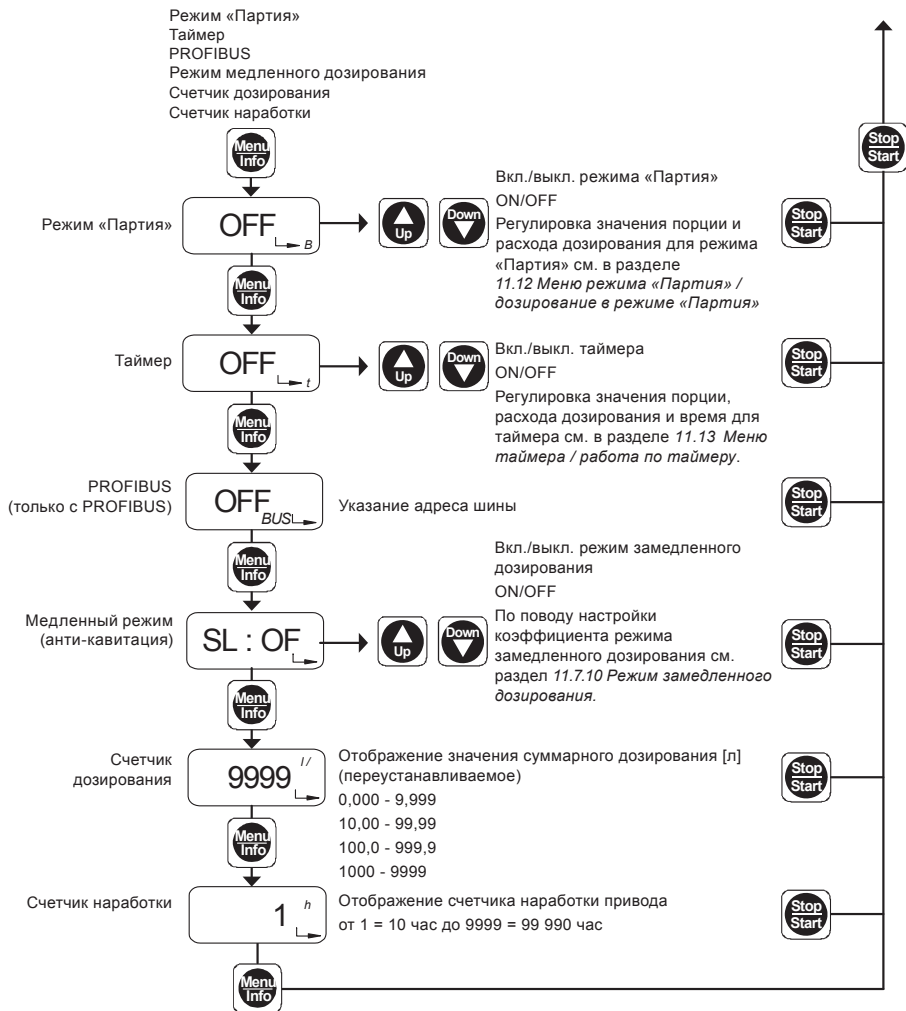 Режим «Партия»
Таймер
PROFIBUS
Режим медленного дозирования
Счетчик дозирования
Счетчик наработки
Menu
Info
Stop
Start
Режим «Партия»
OFF
B
Up
Down
Вкл./выкл. режима «Партия»
ON/OFF
Регулировка значения порции и
расхода дозирования для режима
«Партия» см. в разделе
11.12 Меню режима «Партия» /
дозирование в режиме «Партия»
Stop
Start
Menu
Info
Таймер
OFF
t
Up
Down
Вкл./выкл. таймера
ON/OFF
Регулировка значения порции,
расхода дозирования и время для
таймера см. в разделе 11.13 Меню
таймера / работа по таймеру.
Stop
Start
Menu
Info
PROFIBUS
(только с PROFIBUS)
OFF
BUS
Указание адреса шины
Stop
Start
Menu
Info
Медленный режим
(анти-кавитация)
SL : OF
Up
Down
Вкл./выкл. режим замедленного
дозирования
ON/OFF
По поводу настройки
коэффициента режима
замедленного дозирования см.
раздел 11.7.10 Режим замедленного
дозирования.
Stop
Start
Menu
Info
Счетчик
дозирования
9999
l /
Отображение значения суммарного дозирования [л]
(переустанавливаемое)
0,000 - 9,999
10,00 - 99,99
100,0 - 999,9
1000 - 9999
Stop
Start
Menu
Info
Счетчик наработки
1
h
Отображение счетчика наработки привода
от 1 = 10 час до 9999 = 99 990 час
Stop
Start
Menu
Info